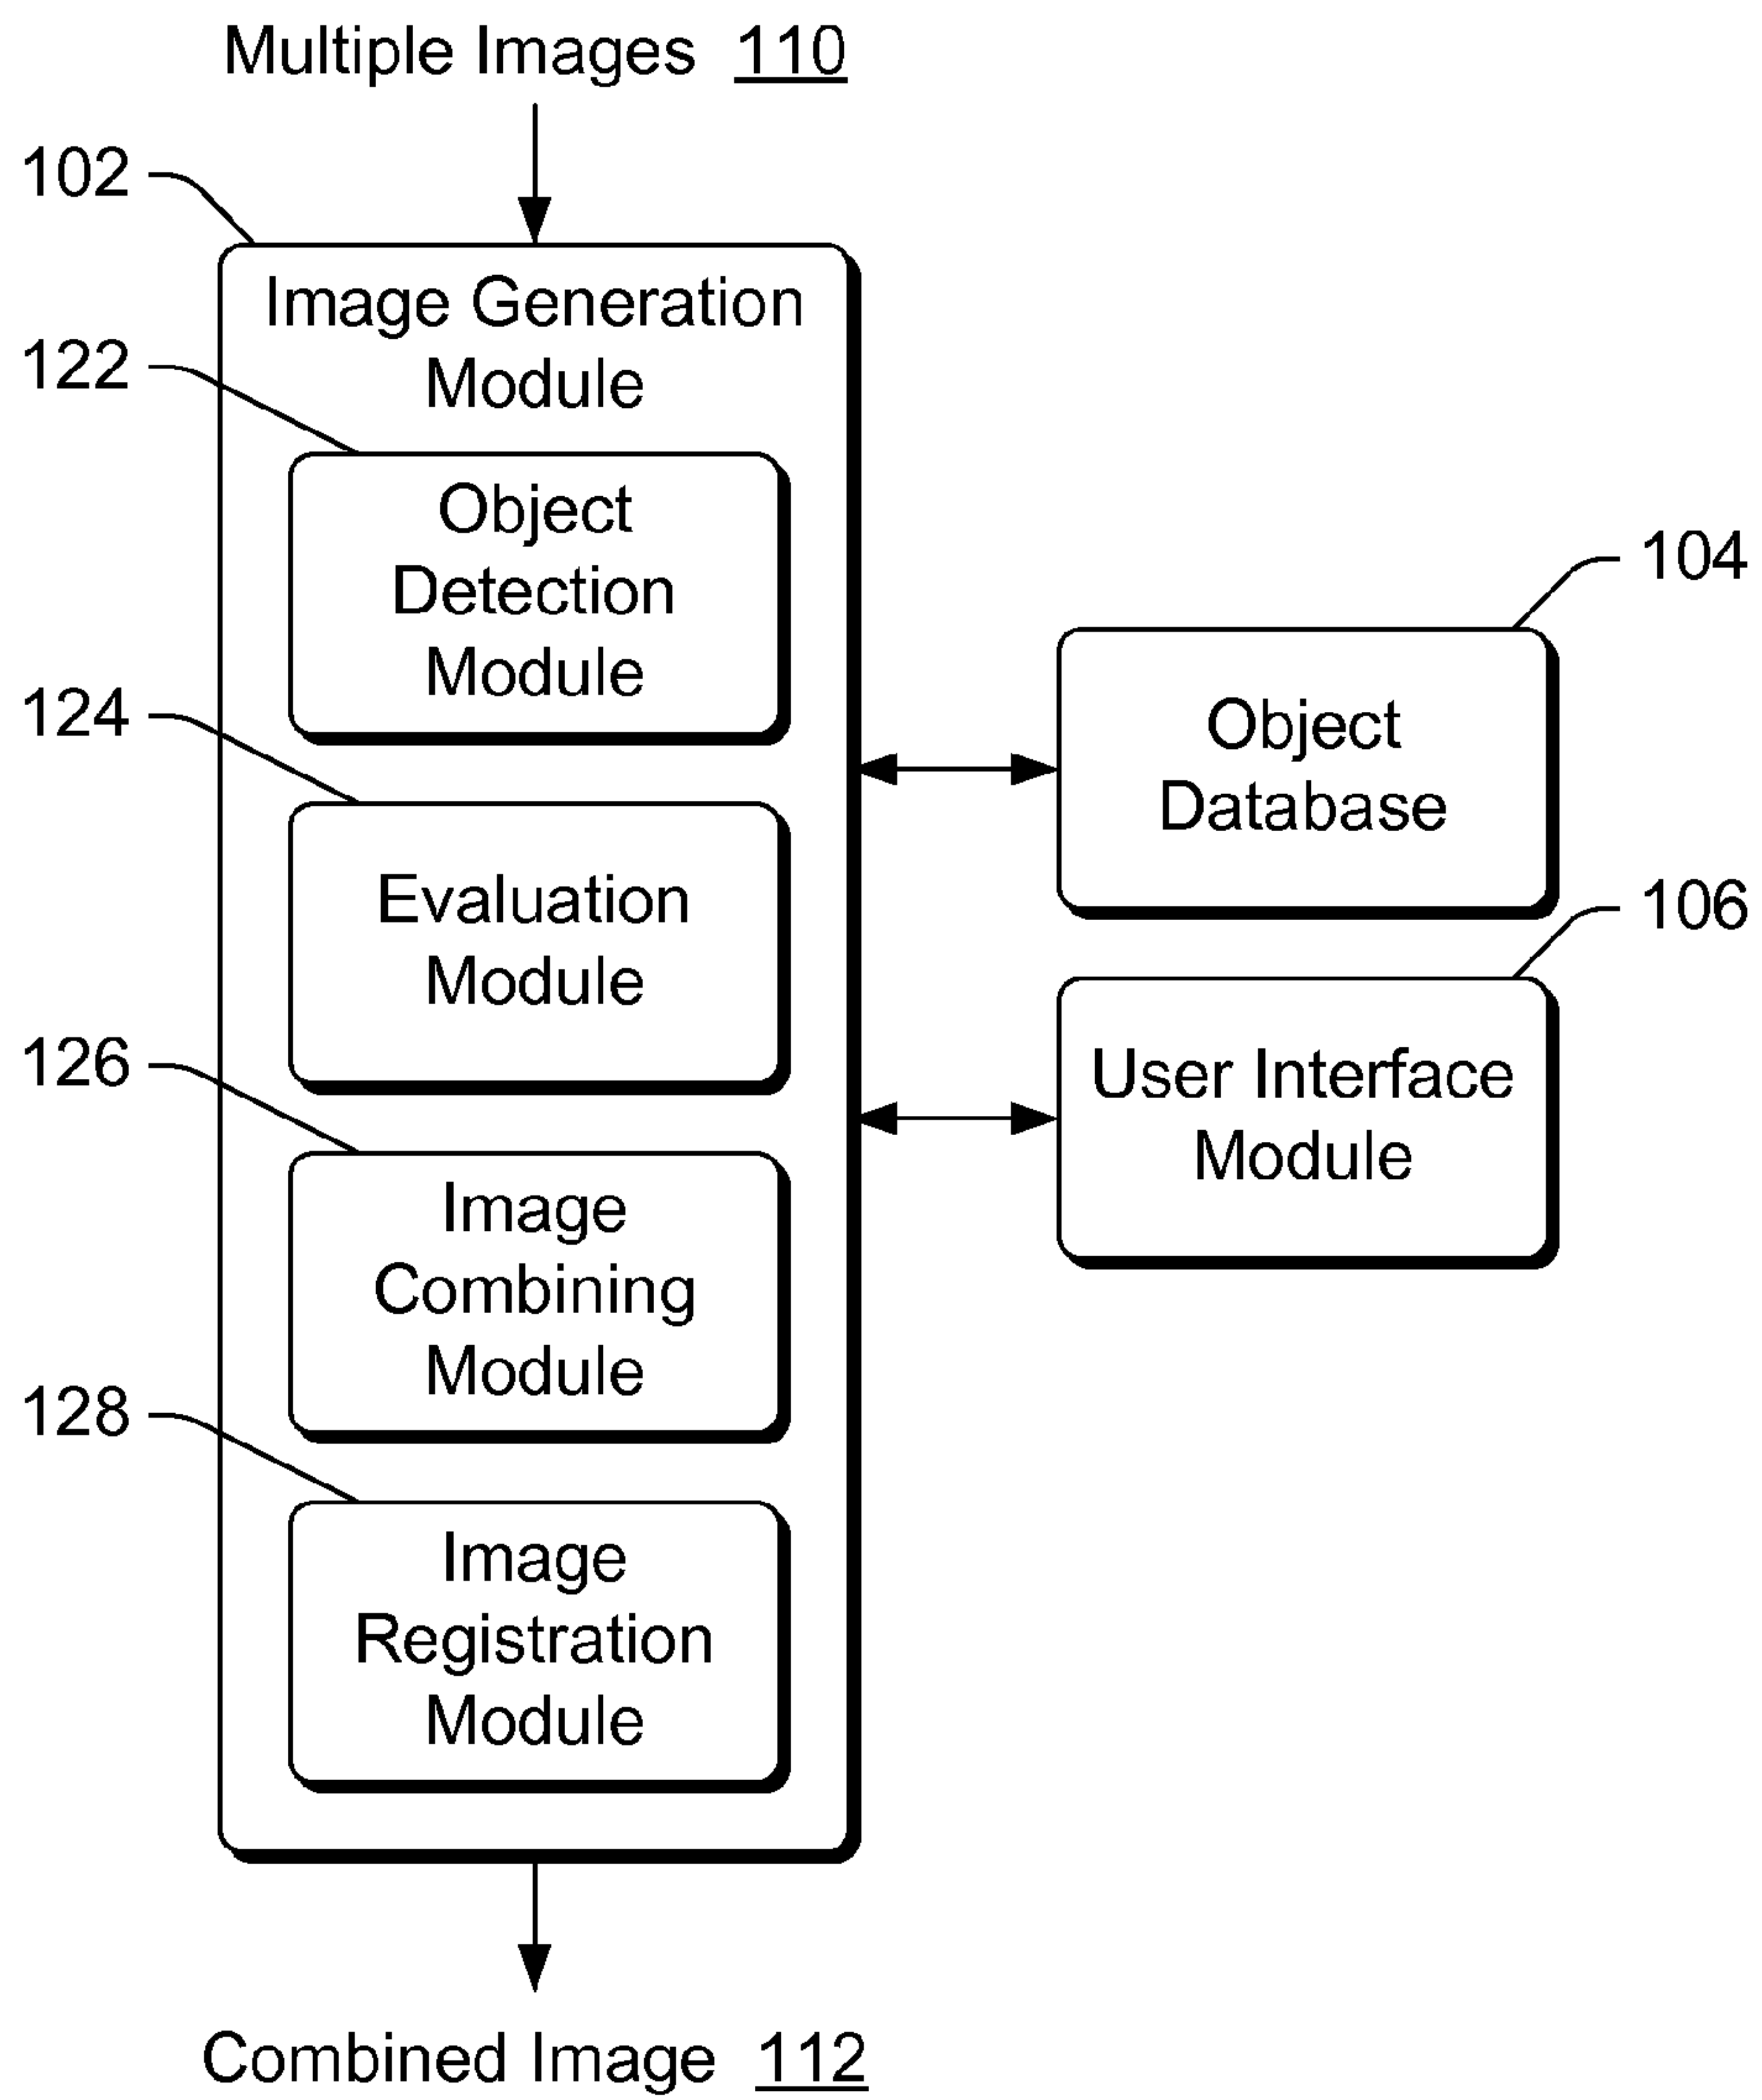 Multiple Images 110
102
Image Generation
Module
122
Object
Detection
Module
124
Evaluation
Module
126
Image
Combining
Module
128
Image
Registration
Module
104
Object
Database
106
User Interface
Module
Combined Image 112